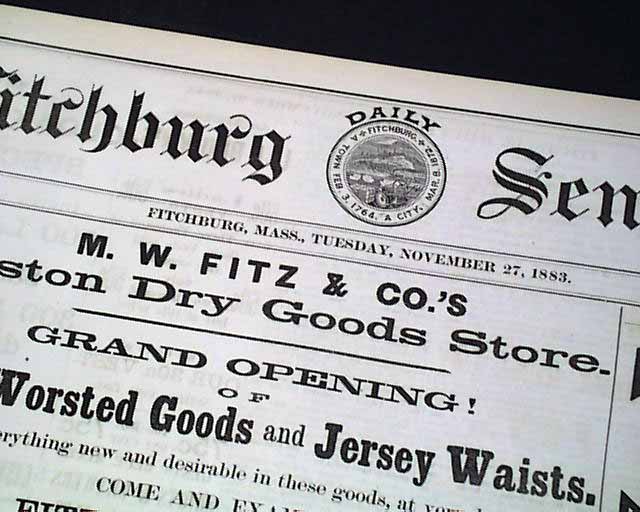 DAILY
itchburg Sen
FITCHBURG
A TOWN FEB. 3, 1764. A CITY, MAR. 8, 1872
FITCHBURG, MASS., TUESDAY, NOVEMBER 27, 1883.
M. W. FITZ & CO.'S
ston Dry Goods Store.
GRAND OPENING!
OF
Worsted Goods and Jersey Waists.
erything new and desirable in these goods, at
COME AND EXA